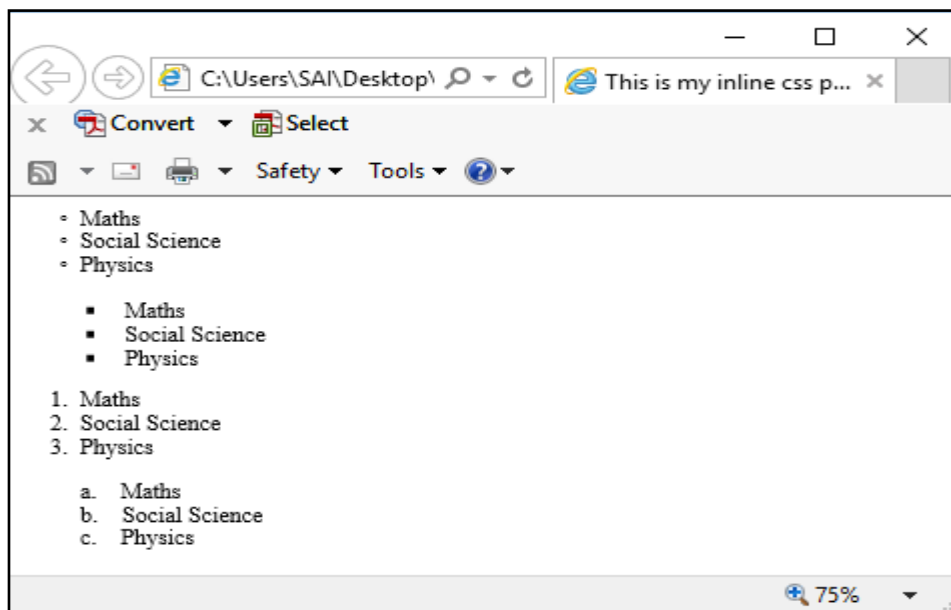 C:\Users\SAI\Desktop\
This is my inline css p...
Convert Select
Safety Tools
◦ Maths
◦ Social Science
◦ Physics
▪ Maths
▪ Social Science
▪ Physics
1. Maths
2. Social Science
3. Physics
a. Maths
b. Social Science
c. Physics
75%